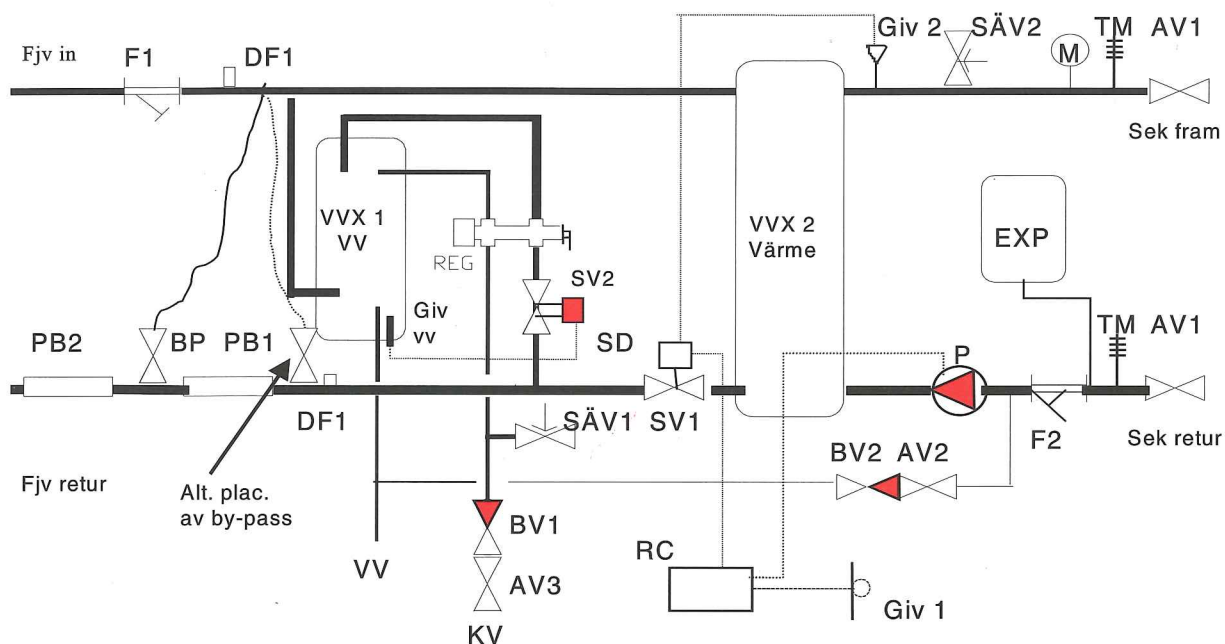 Fjv in
F1
DF1
Giv 2
SÄV2
TM
AV1
M
Sek fram
VVX 1
VV
VVX 2
Värme
EXP
REG
SV2
Giv
vv
PB2
BP
PB1
SD
P
TM
AV1
DF1
SÄV1
SV1
F2
Sek retur
BV2
AV2
Fjv retur
Alt. plac.
av by-pass
BV1
RC
VV
AV3
Giv 1
KV